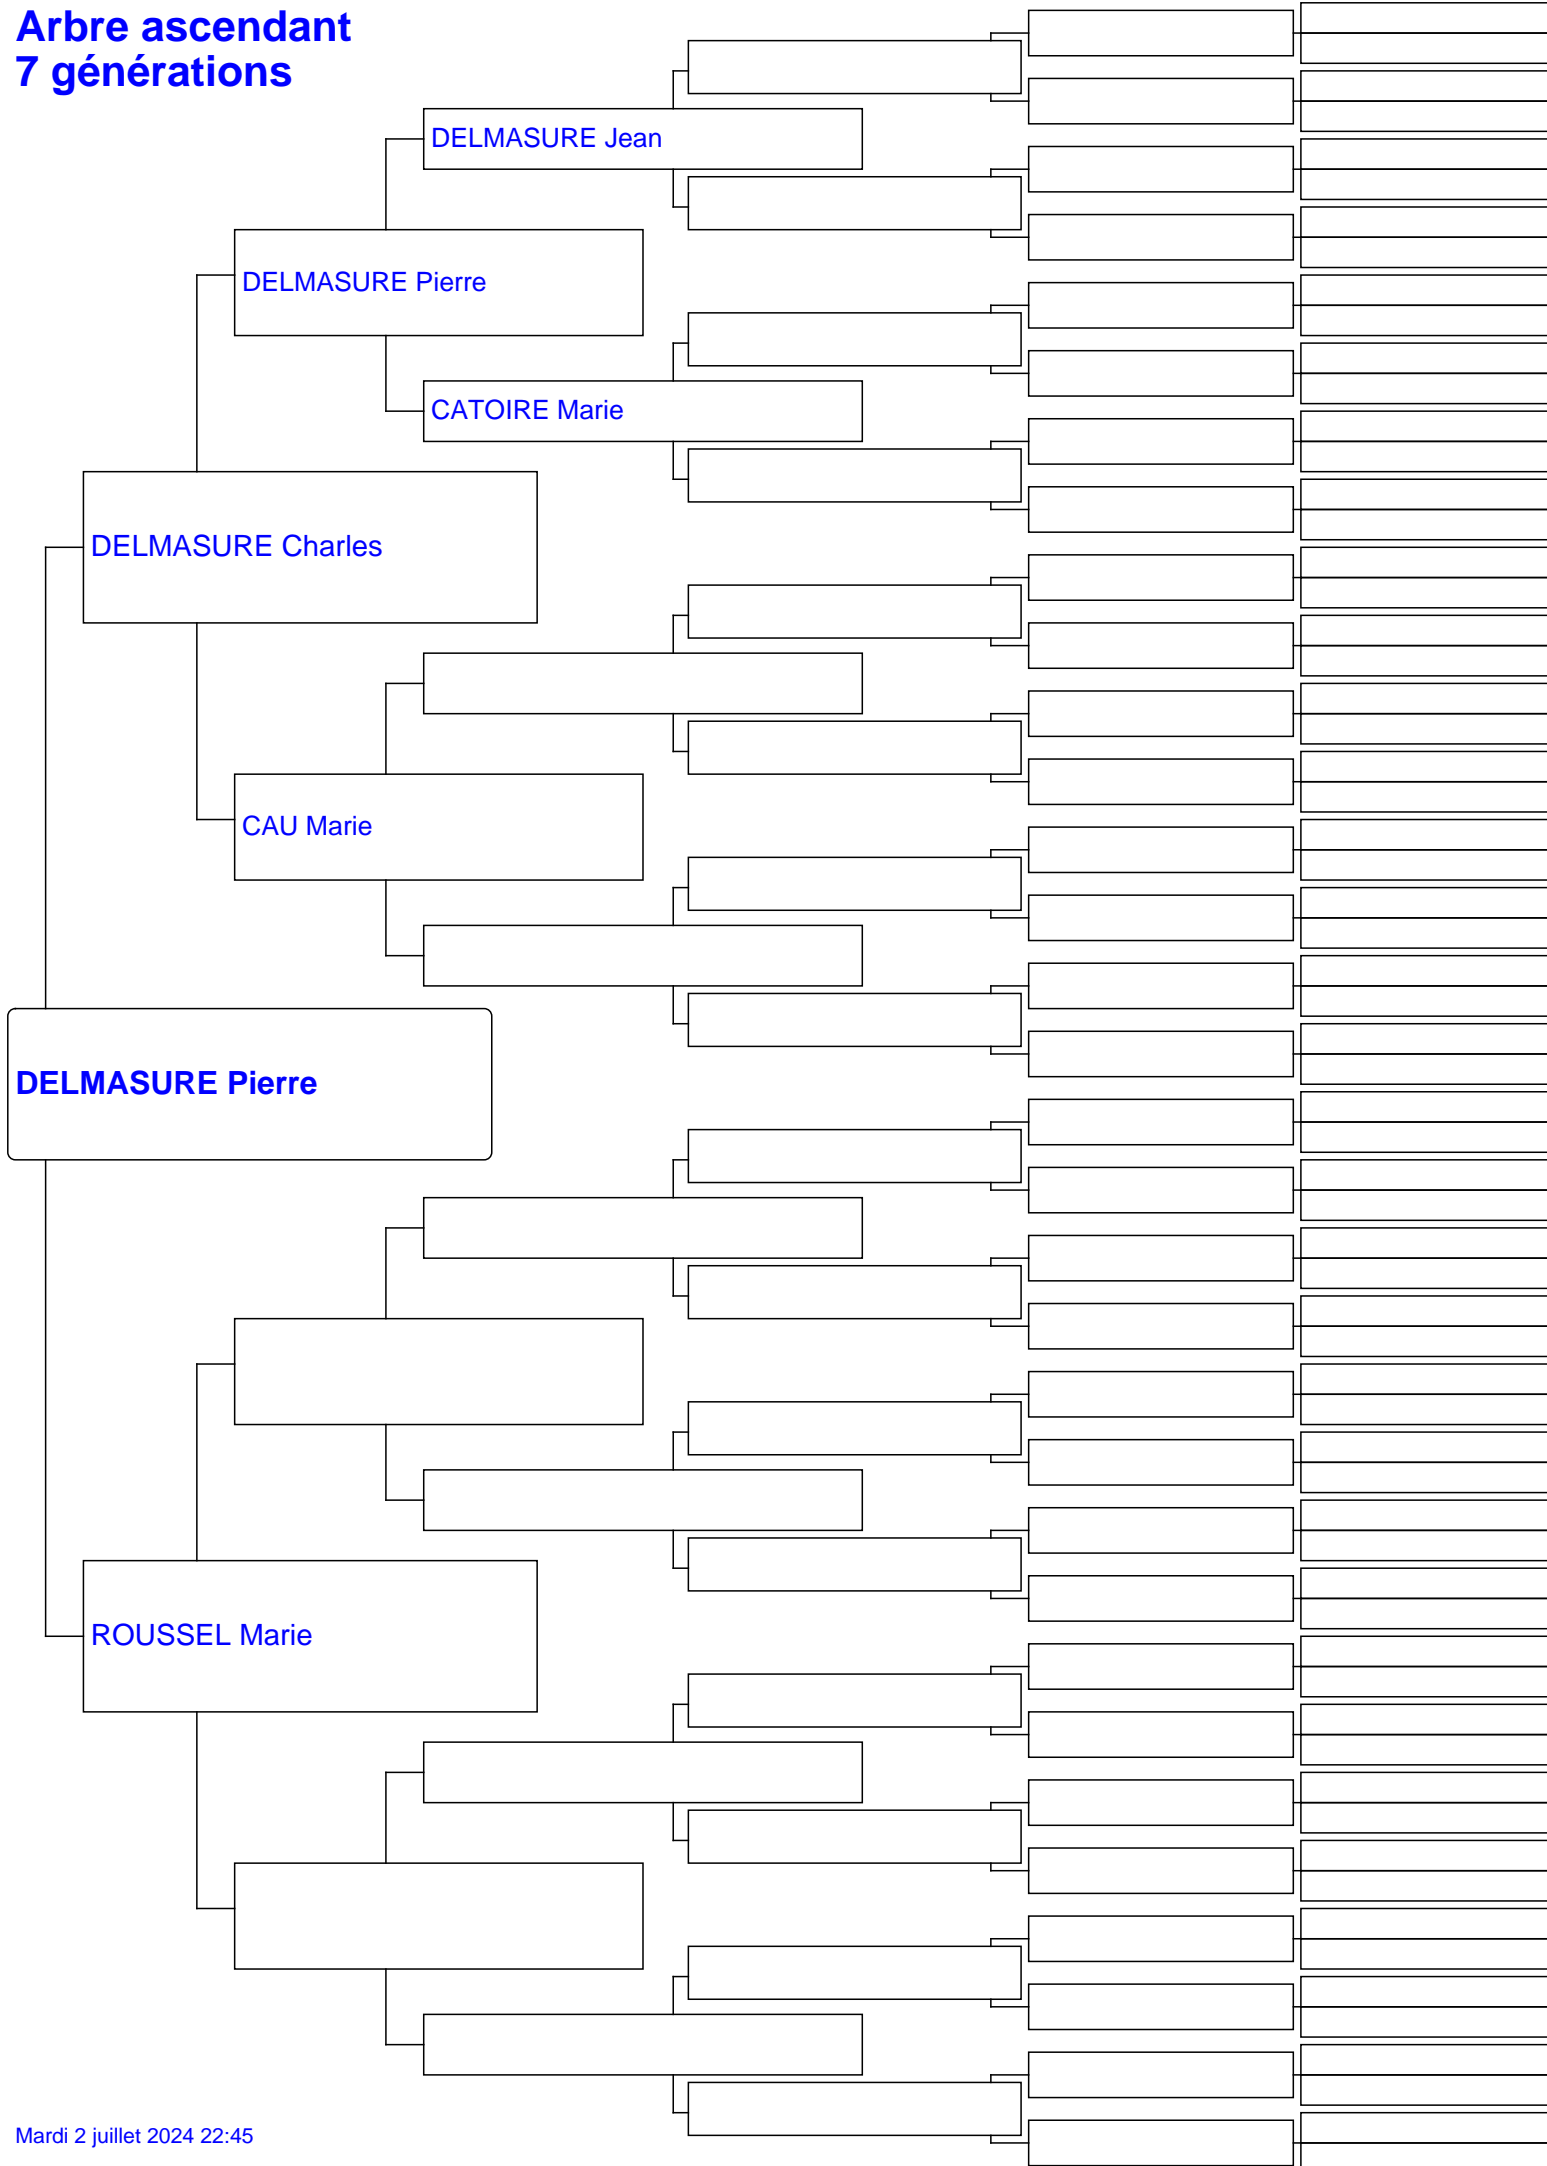 Arbre ascendant
7 générations
DELMASURE Jean
DELMASURE Pierre
CATOIRE Marie
DELMASURE Charles
CAU Marie
DELMASURE Pierre
ROUSSEL Marie
Mardi 2 juillet 2024 22:45